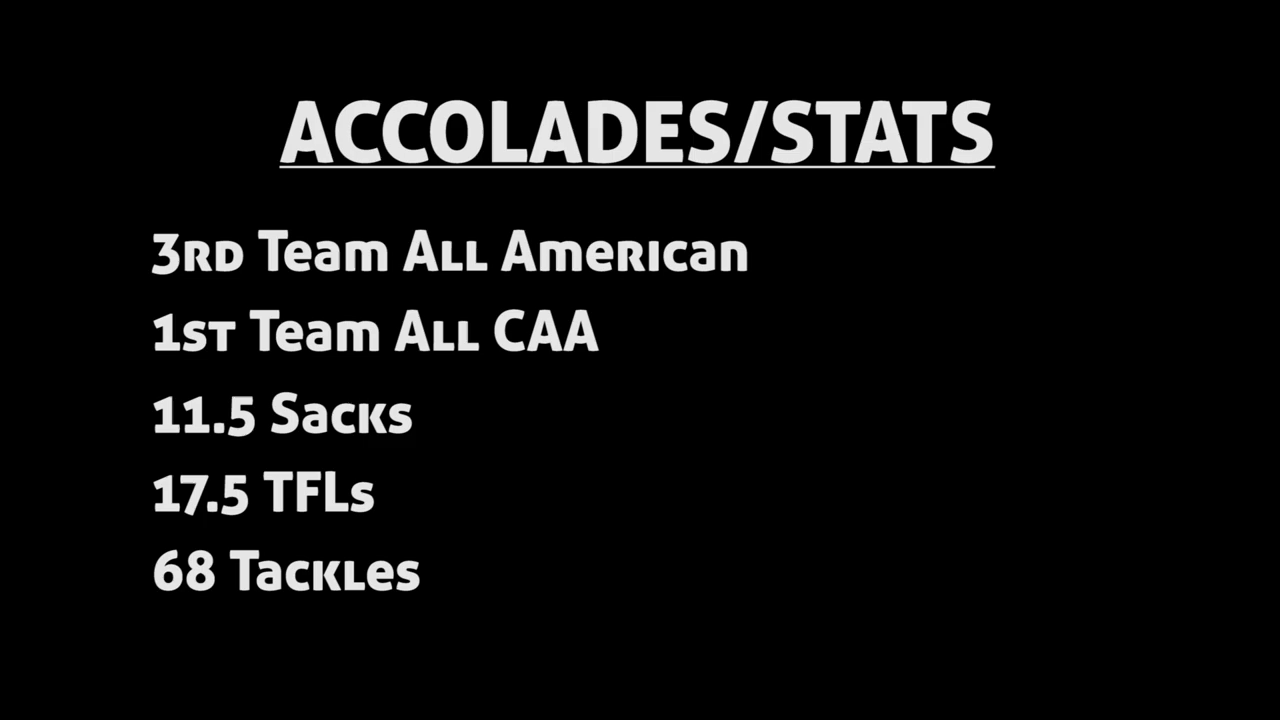 ACCOLADES/STATS
3rd Team All American
1st Team All CAA
11.5 Sacks
17.5 TFLs
68 Tackles